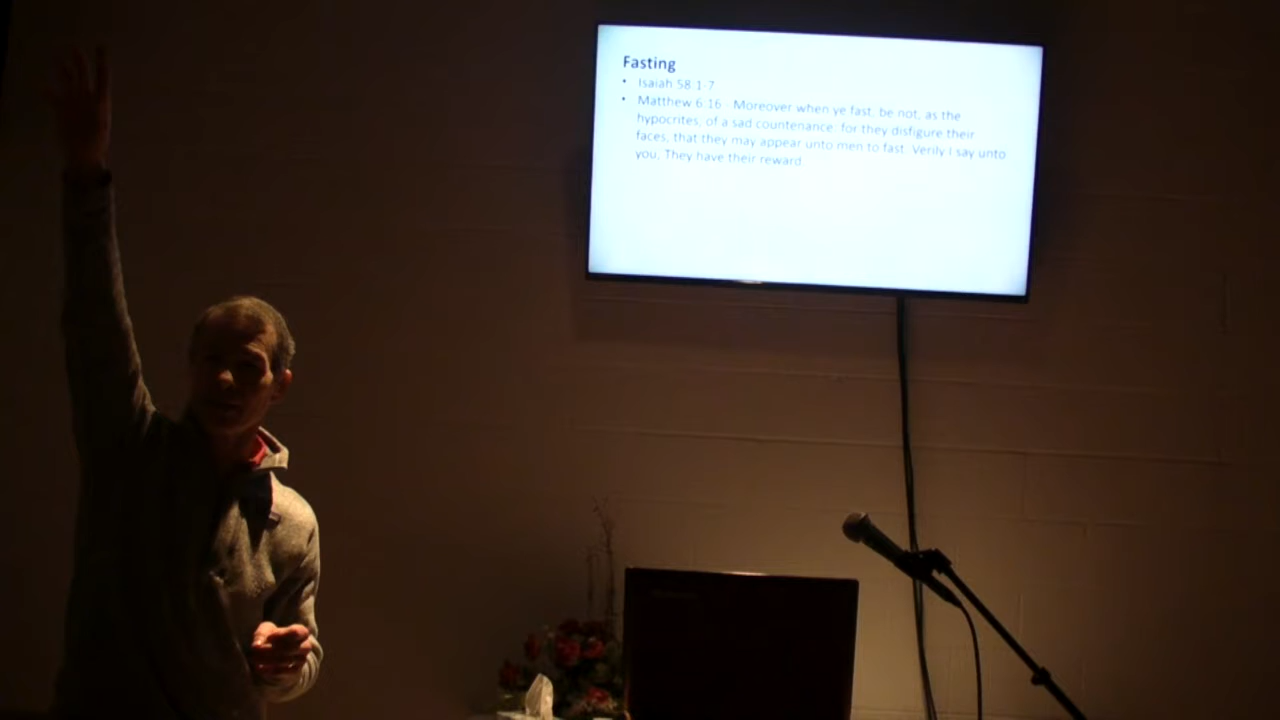 Fasting
• Isaiah 58:1-7
• Matthew 6:16 - Moreover when ye fast, be not, as the
hypocrites, of a sad countenance: for they disfigure their
faces, that they may appear unto men to fast. Verily I say unto
you, They have their reward.